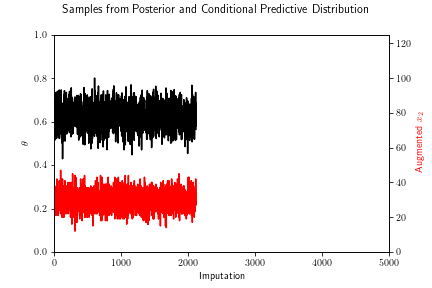 Samples from Posterior and Conditional Predictive Distribution
1.0
0.8
0.6
0.4
0.2
0.0
θ
120
100
80
60
40
20
0
Augmented x₂
0 1000 2000 3000 4000 5000
Imputation